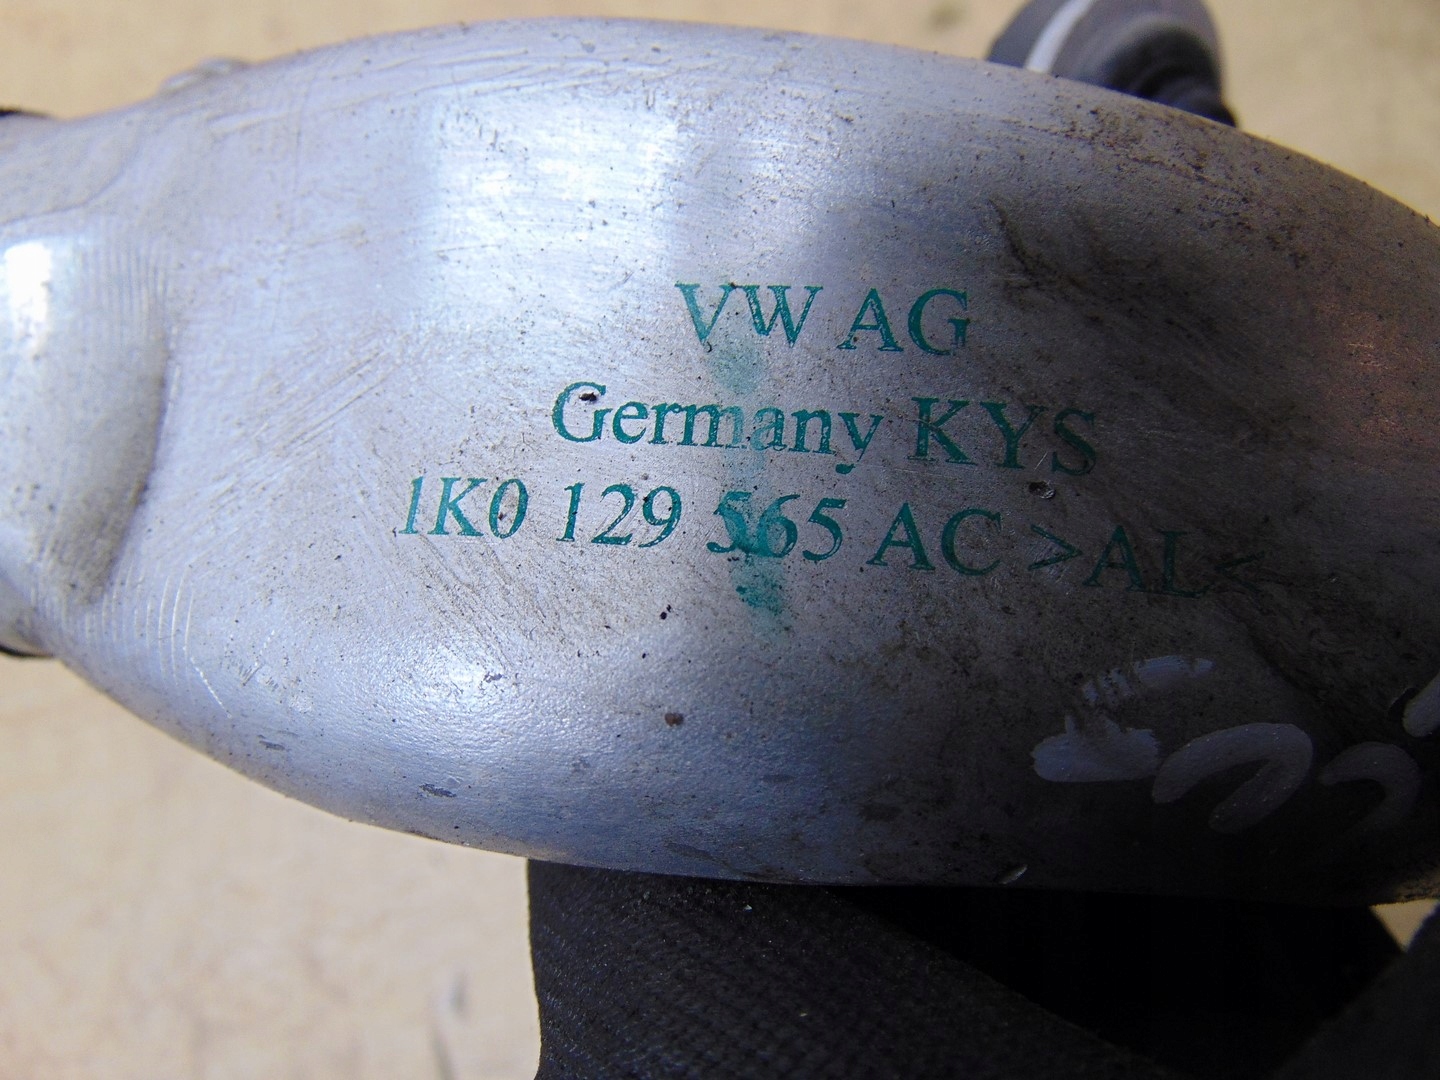 VW AG
Germany KYS
1K0 129 565 AC >AL<